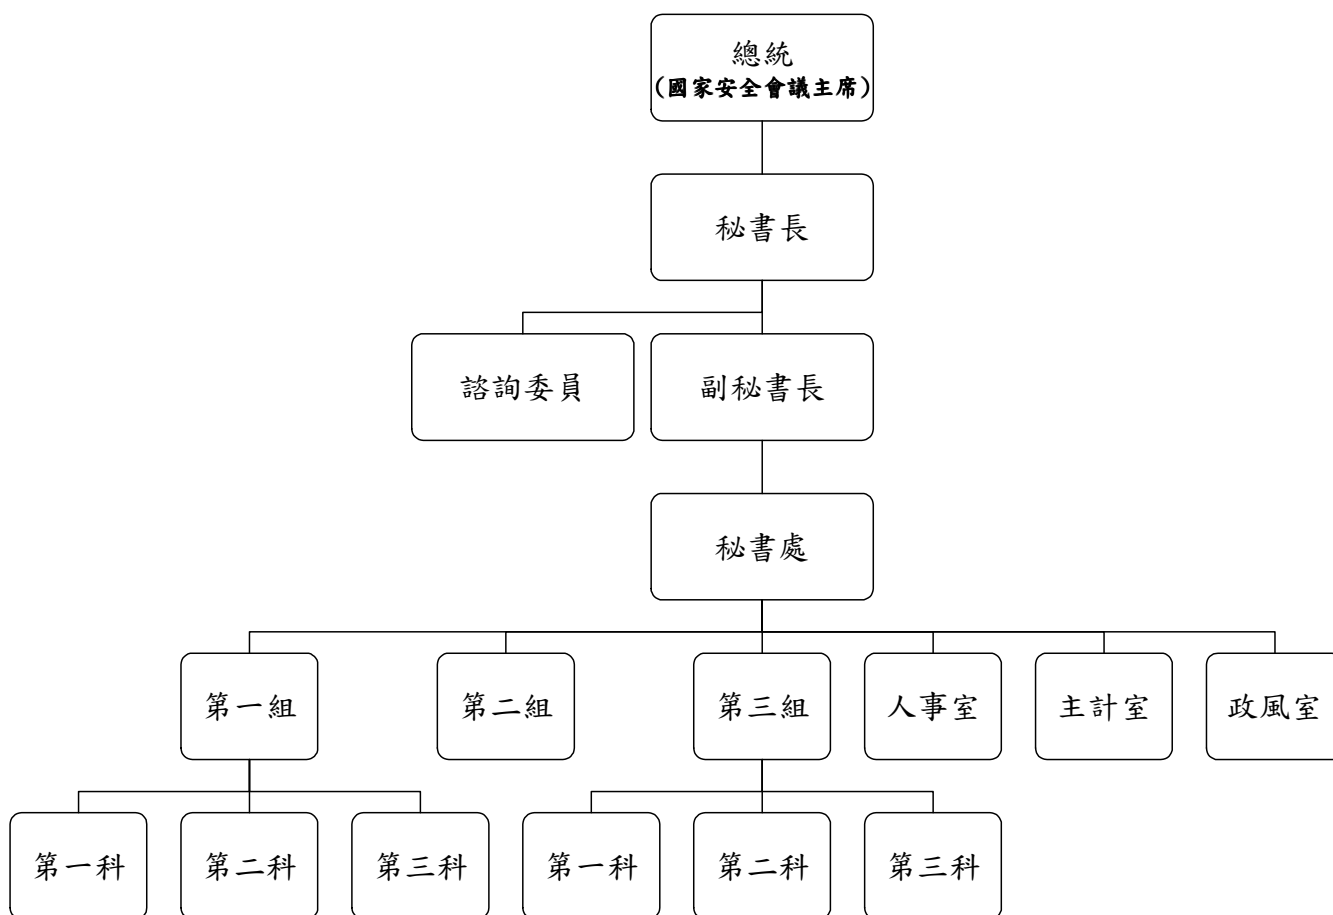 總統
(國家安全會議主席)
秘書長
諮詢委員
副秘書長
秘書處
第一組
第二組
第三組
人事室
主計室
政風室
第一科
第二科
第三科
第一科
第二科
第三科